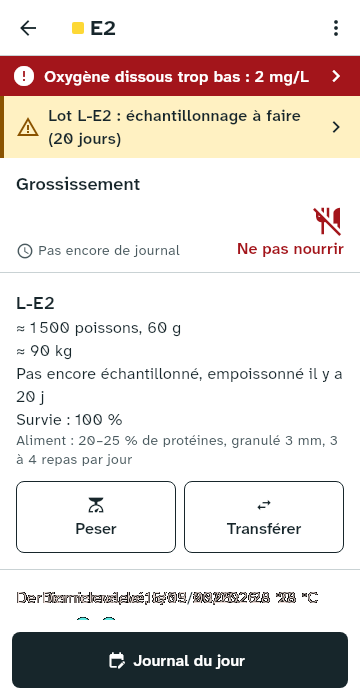 E2
Oxygène dissous trop bas : 2 mg/L
Lot L-E2 : échantillonnage à faire
(20 jours)
Grossissement
Pas encore de journal
Ne pas nourrir
L-E2
≈ 1 500 poissons, 60 g
≈ 90 kg
Pas encore échantillonné, empoissonné il y a
20 j
Survie : 100 %
Aliment : 20–25 % de protéines, granulé 3 mm, 3
à 4 repas par jour
Peser
Transférer
°C
Journal du jour